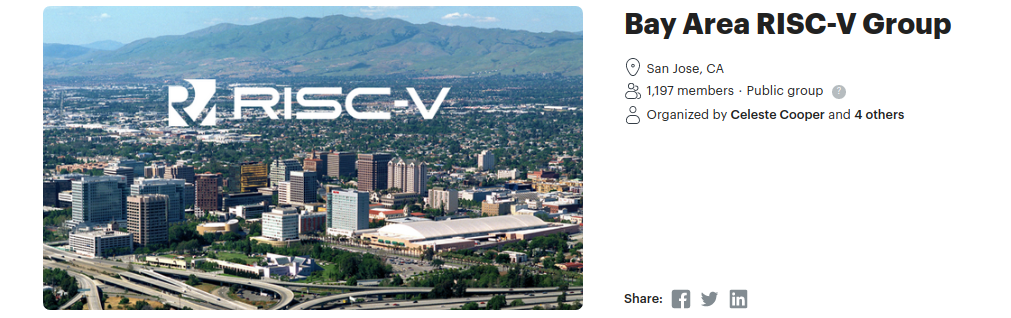 RISC-V
Bay Area RISC-V Group
San Jose, CA
1,197 members · Public group ?
Organized by Celeste Cooper and 4 others
Share: